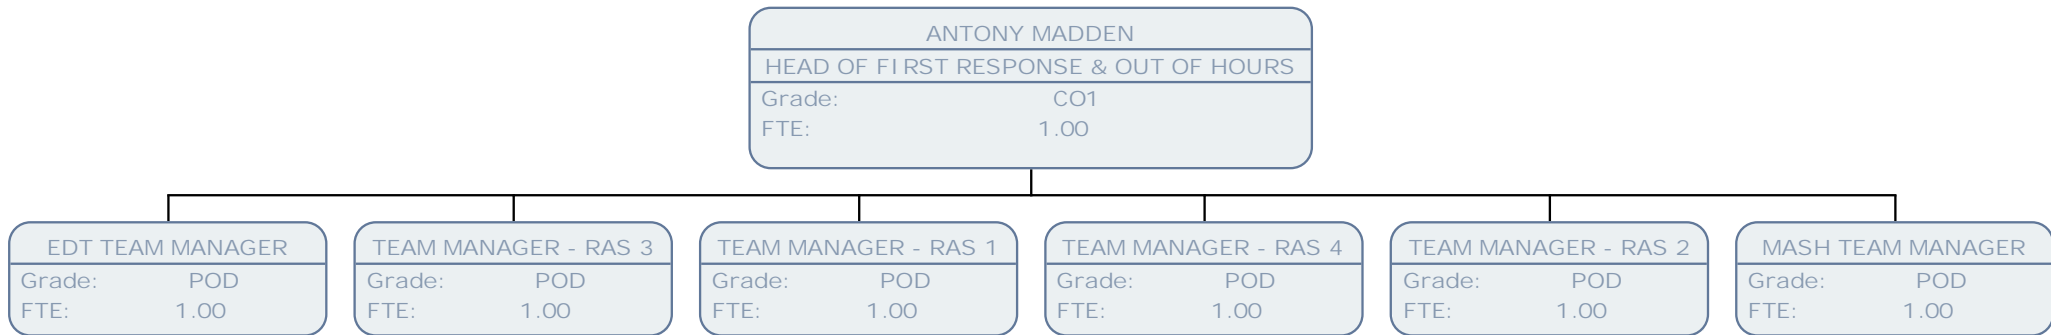 ANTONY MADDEN
HEAD OF FIRST RESPONSE & OUT OF HOURS
Grade: CO1
FTE: 1.00
EDT TEAM MANAGER
Grade: POD
FTE: 1.00
TEAM MANAGER - RAS 3
Grade: POD
FTE: 1.00
TEAM MANAGER - RAS 1
Grade: POD
FTE: 1.00
TEAM MANAGER - RAS 4
Grade: POD
FTE: 1.00
TEAM MANAGER - RAS 2
Grade: POD
FTE: 1.00
MASH TEAM MANAGER
Grade: POD
FTE: 1.00